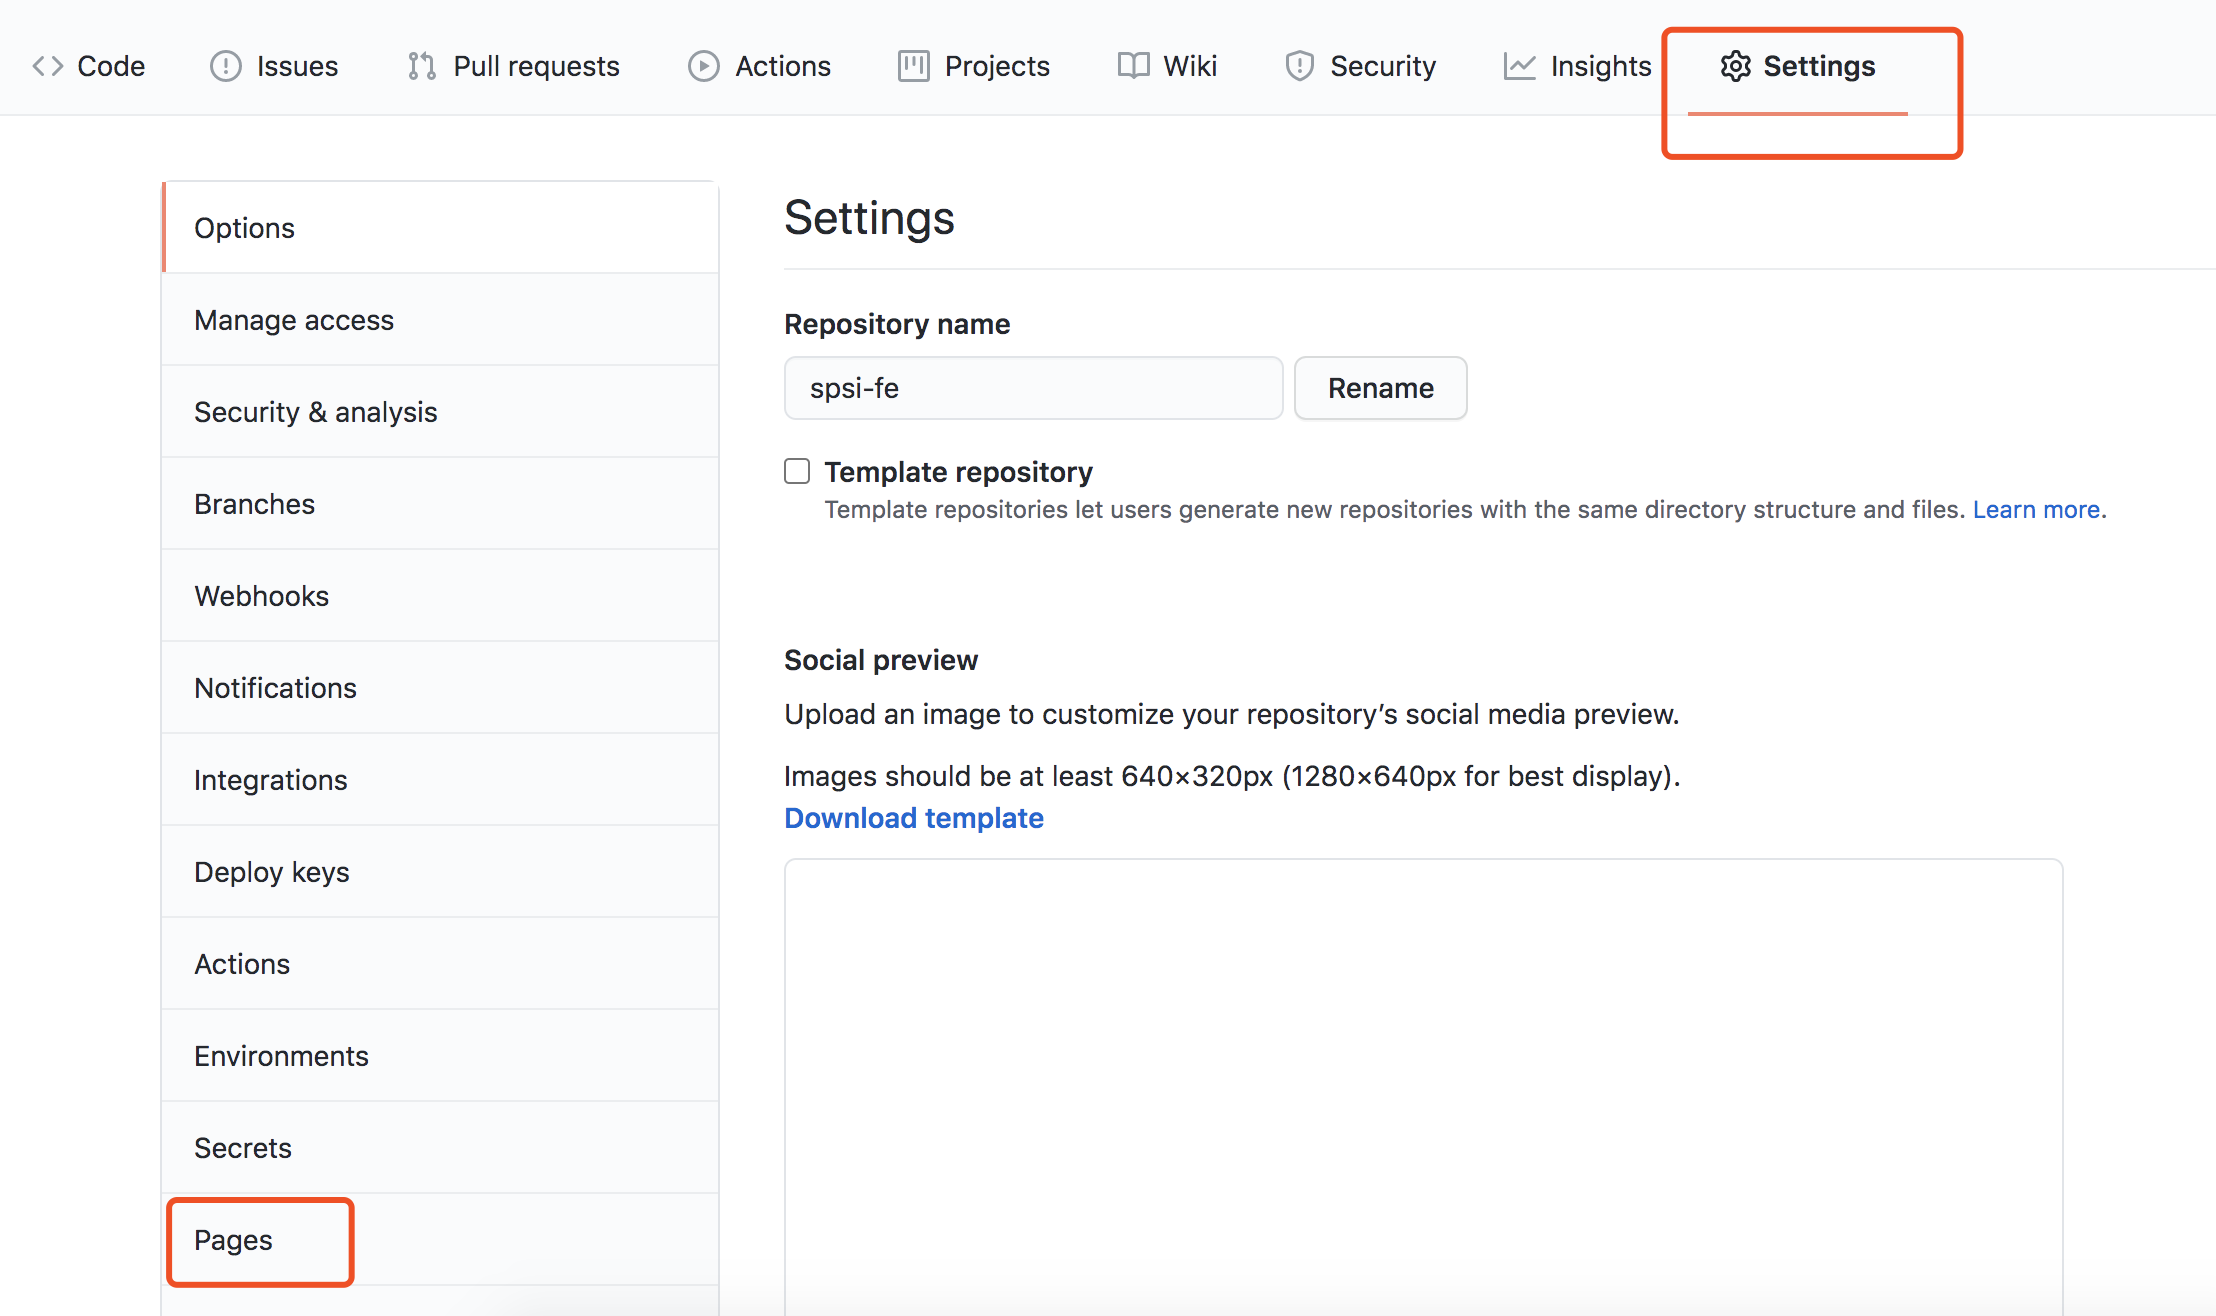 Code Issues Pull requests Actions Projects Wiki Security Insights Settings
Options
Manage access
Security & analysis
Branches
Webhooks
Notifications
Integrations
Deploy keys
Actions
Environments
Secrets
Pages
Settings
Repository name
spsi-fe Rename
Template repository
Template repositories let users generate new repositories with the same directory structure and files. Learn more.
Social preview
Upload an image to customize your repository’s social media preview.
Images should be at least 640×320px (1280×640px for best display).
Download template